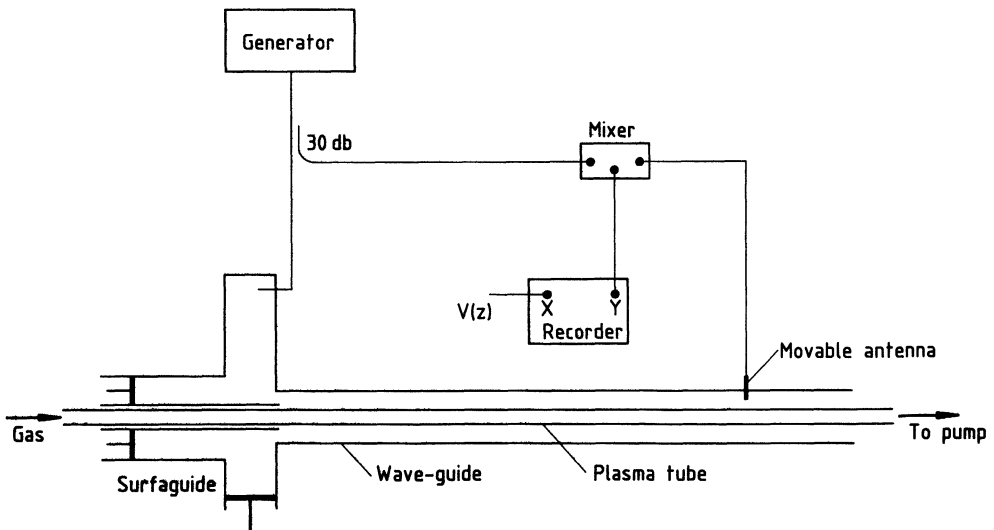 Generator
30 db
Mixer
V(z)
X
Y
Recorder
Movable antenna
Gas
To pump
Surfaguide
Wave-guide
Plasma tube